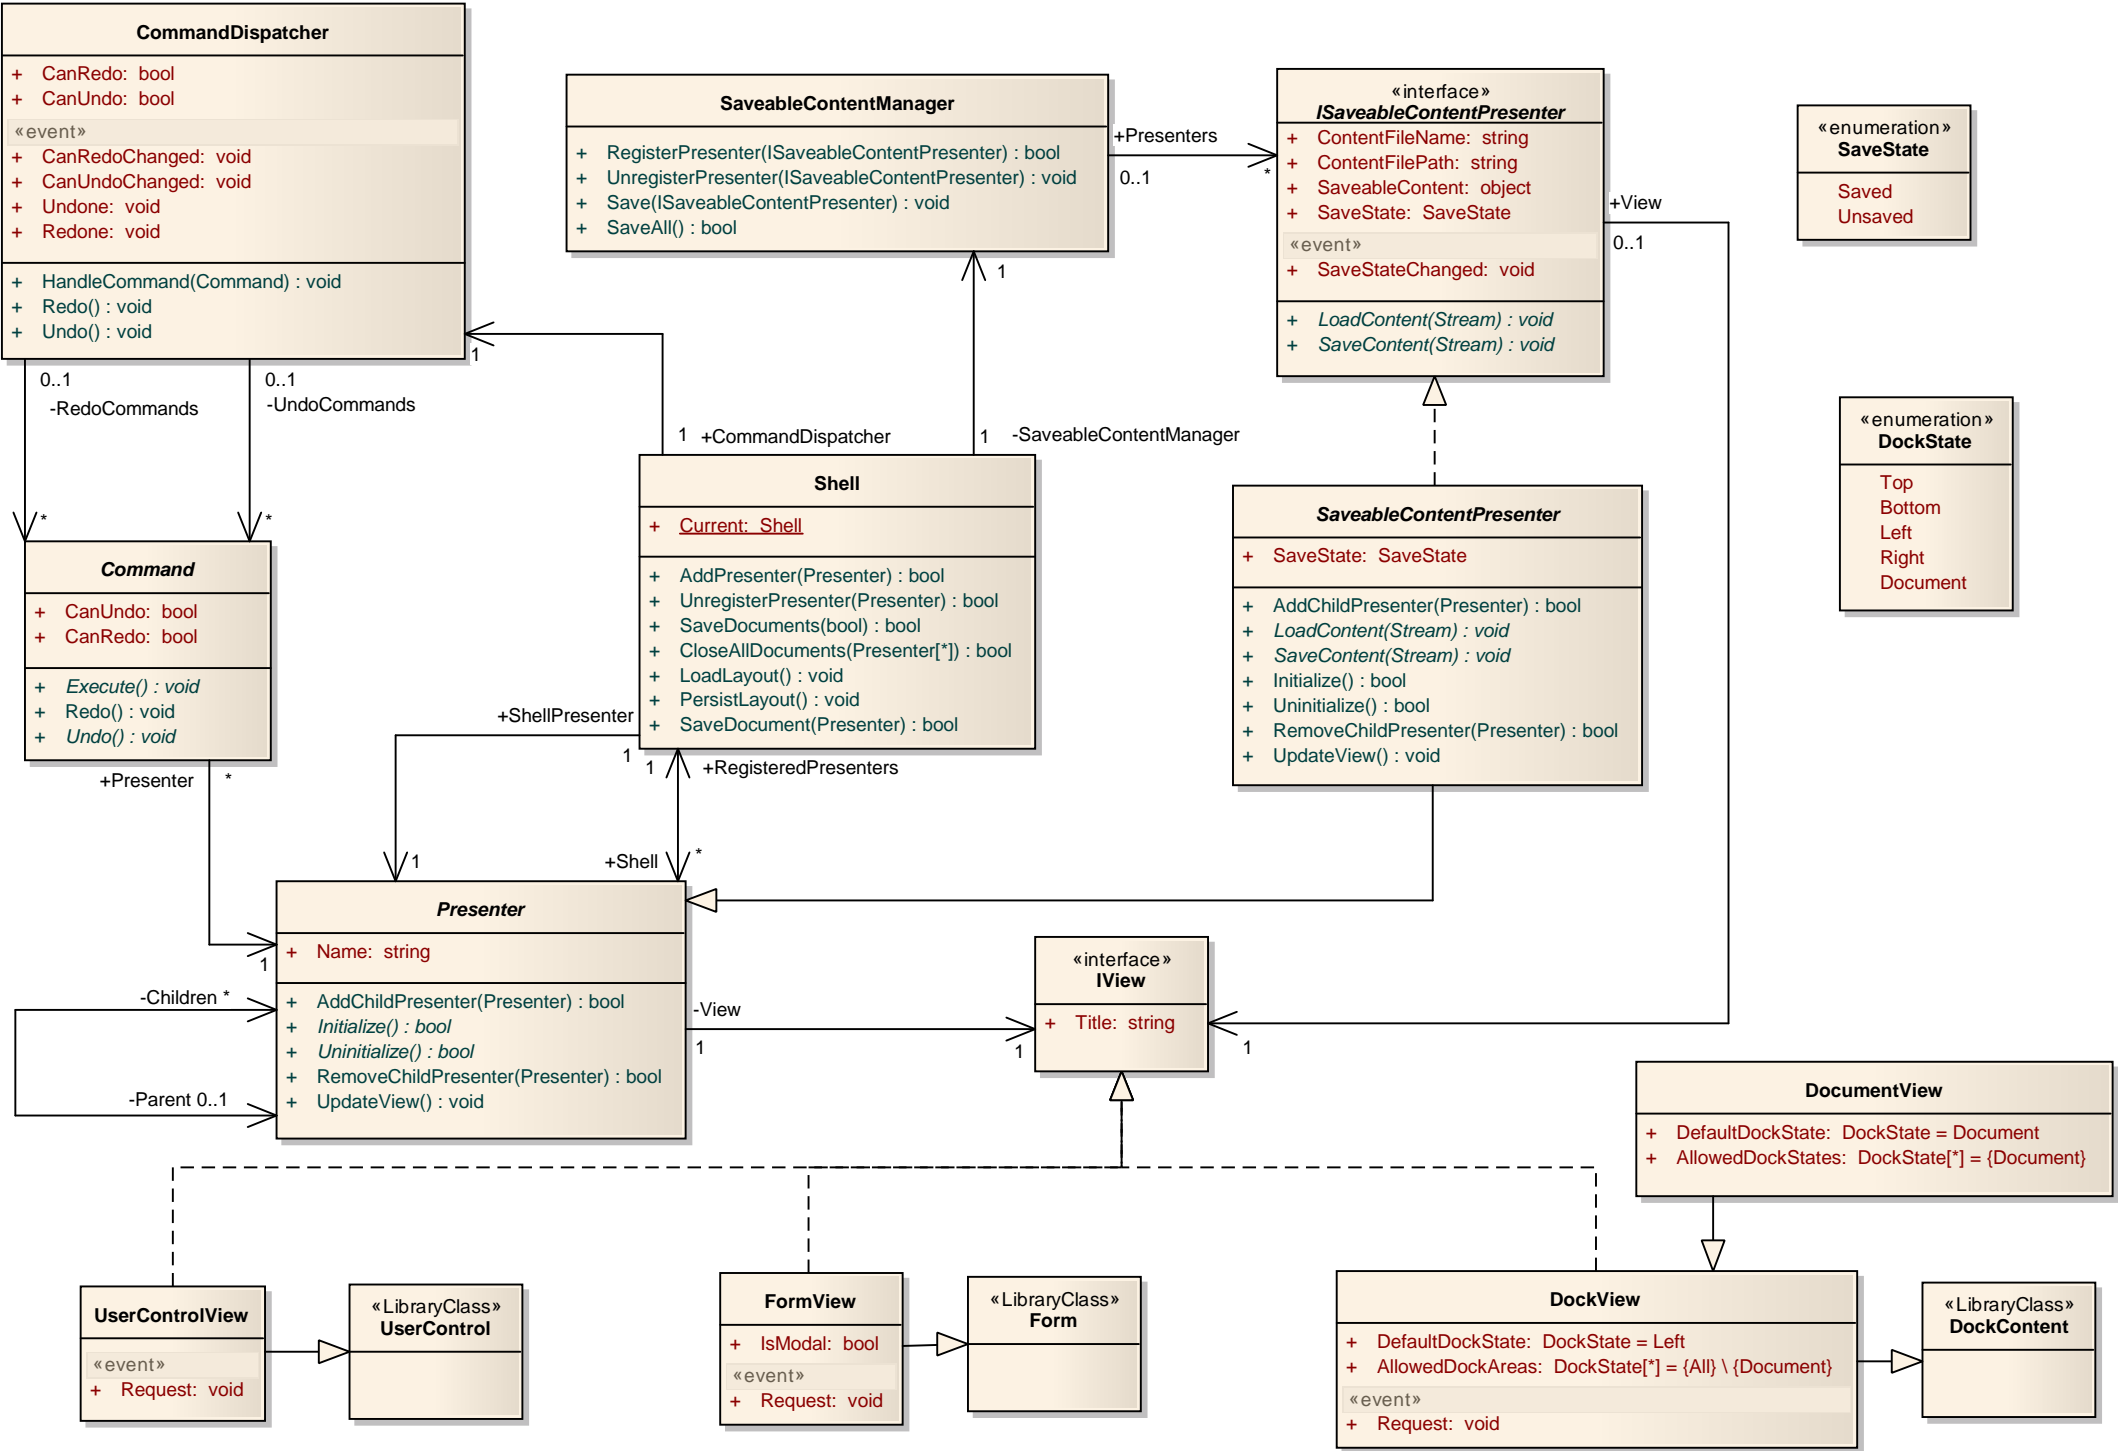 CommandDispatcher
+ CanRedo: bool
+ CanUndo: bool
«event»
+ CanRedoChanged: void
+ CanUndoChanged: void
+ Undone: void
+ Redone: void
+ HandleCommand(Command) : void
+ Redo() : void
+ Undo() : void
SaveableContentManager
+ RegisterPresenter(ISaveableContentPresenter) : bool
+ UnregisterPresenter(ISaveableContentPresenter) : void
+ Save(ISaveableContentPresenter) : void
+ SaveAll() : bool
+Presenters
0..1
*
«interface»
ISaveableContentPresenter
+ ContentFileName: string
+ ContentFilePath: string
+ SaveableContent: object
+ SaveState: SaveState
«event»
+ SaveStateChanged: void
+ LoadContent(Stream) : void
+ SaveContent(Stream) : void
+View
0..1
«enumeration»
SaveState
Saved
Unsaved
«enumeration»
DockState
Top
Bottom
Left
Right
Document
1
1
0..1
-RedoCommands
0..1
-UndoCommands
*
*
1 +CommandDispatcher
1 -SaveableContentManager
Shell
+ Current: Shell
+ AddPresenter(Presenter) : bool
+ UnregisterPresenter(Presenter) : bool
+ SaveDocuments(bool) : bool
+ CloseAllDocuments(Presenter[*]) : bool
+ LoadLayout() : void
+ PersistLayout() : void
+ SaveDocument(Presenter) : bool
SaveableContentPresenter
+ SaveState: SaveState
+ AddChildPresenter(Presenter) : bool
+ LoadContent(Stream) : void
+ SaveContent(Stream) : void
+ Initialize() : bool
+ Uninitialize() : bool
+ RemoveChildPresenter(Presenter) : bool
+ UpdateView() : void
Command
+ CanUndo: bool
+ CanRedo: bool
+ Execute() : void
+ Redo() : void
+ Undo() : void
+Presenter *
+ShellPresenter
1
1 +RegisteredPresenters
1
+Shell *
1
Presenter
+ Name: string
+ AddChildPresenter(Presenter) : bool
+ Initialize() : bool
+ Uninitialize() : bool
+ RemoveChildPresenter(Presenter) : bool
+ UpdateView() : void
-Children *
-Parent 0..1
-View
1
1
«interface»
IView
+ Title: string
1
DocumentView
+ DefaultDockState: DockState = Document
+ AllowedDockStates: DockState[*] = {Document}
UserControlView
«event»
+ Request: void
«LibraryClass»
UserControl
FormView
+ IsModal: bool
«event»
+ Request: void
«LibraryClass»
Form
DockView
+ DefaultDockState: DockState = Left
+ AllowedDockAreas: DockState[*] = {All} \ {Document}
«event»
+ Request: void
«LibraryClass»
DockContent